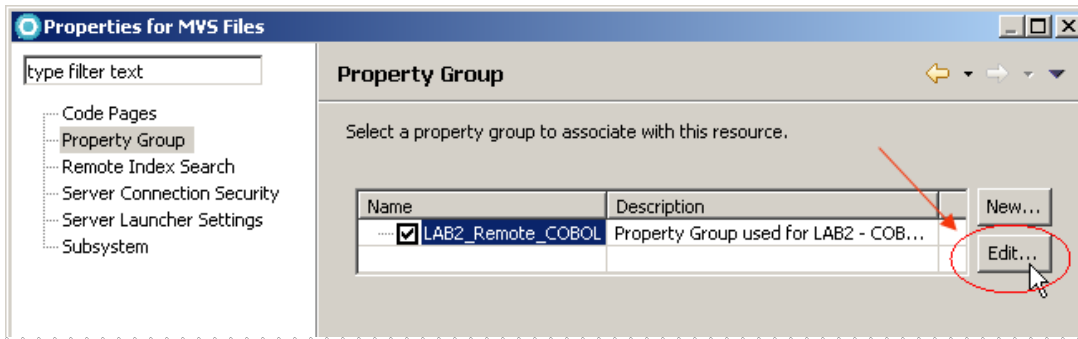 Properties for MVS Files
type filter text
Property Group
Code Pages
Property Group
Remote Index Search
Server Connection Security
Server Launcher Settings
Subsystem
Select a property group to associate with this resource.
Name Description
LAB2_Remote_COBOL Property Group used for LAB2 - COB...
New...
Edit...